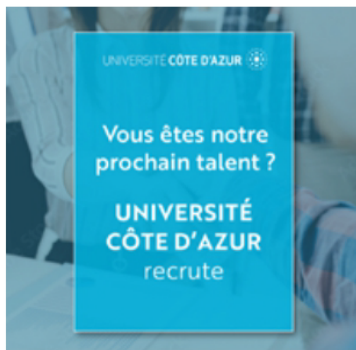 UNIVERSITÉ CÔTE D'AZUR
Vous êtes notre
prochain talent ?
UNIVERSITÉ
CÔTE D'AZUR
recrute